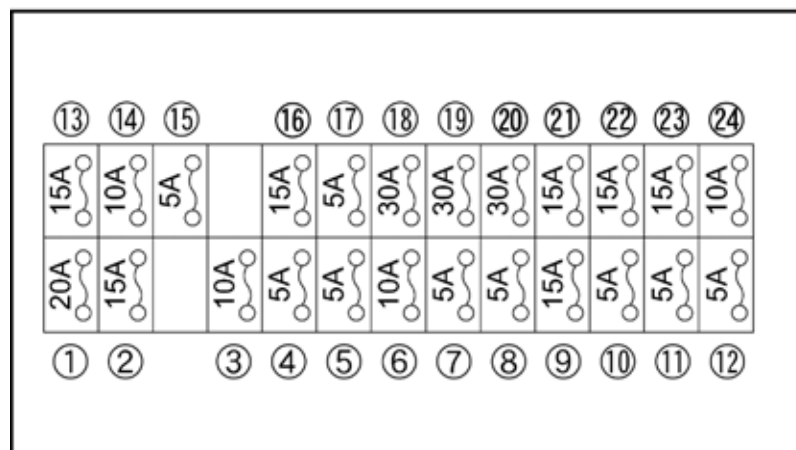 ⑬ ⑭ ⑮ ⑯ ⑰ ⑱ ⑲ ⑳ ㉑ ㉒ ㉓ ㉔
15A 10A 5A 15A 5A 30A 30A 30A 15A 15A 15A 10A
20A 15A 10A 5A 5A 10A 5A 5A 15A 5A 5A 5A
① ② ③ ④ ⑤ ⑥ ⑦ ⑧ ⑨ ⑩ ⑪ ⑫